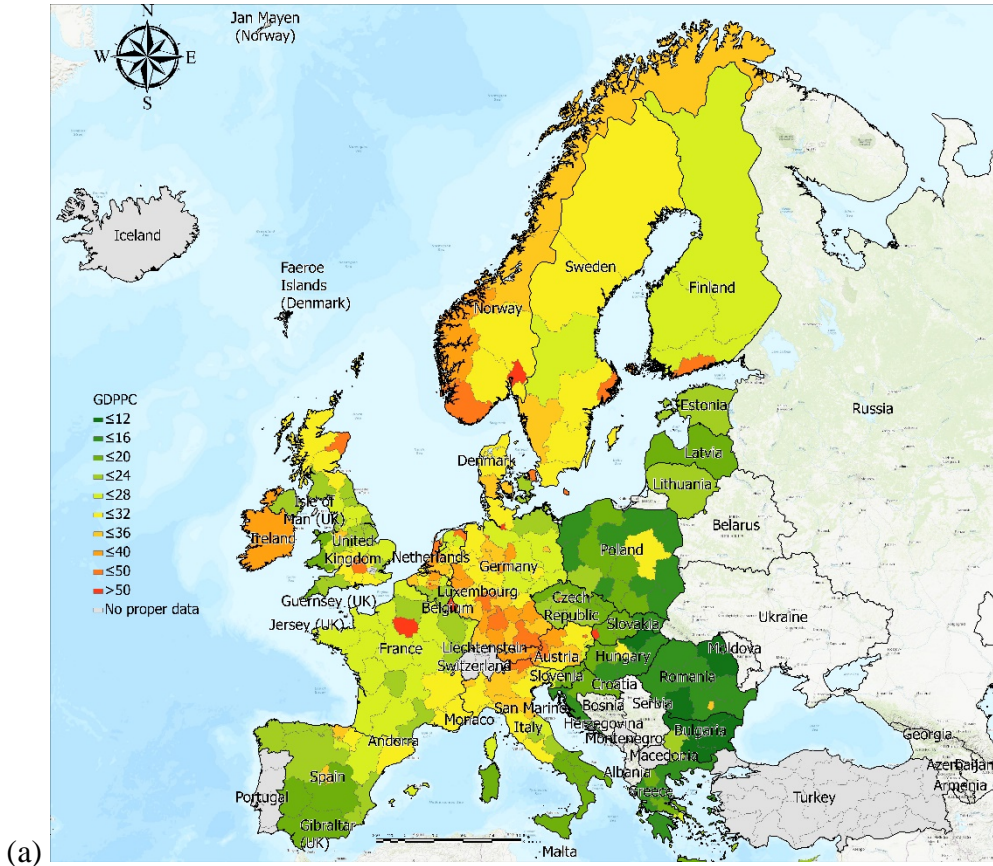 Jan Mayen
(Norway)
N
W E
S
Iceland
Faeroe
Islands
(Denmark)
Sweden
Norway
Finland
GDPPC
≤12
≤16
≤20
≤24
≤28
≤32
≤36
≤40
≤50
>50
No proper data
Estonia
Russia
Latvia
Denmark
Lithuania
Isle of
Man (UK)
Ireland
United
Kingdom
Belarus
Netherlands
Poland
Germany
Guernsey (UK)
Luxembourg
Belgium
Czech
Republic
Ukraine
Jersey (UK)
Slovakia
France
Liechtenstein
Switzerland
Austria
Hungary
Moldova
Slovenia
Romania
Croatia
San Marino
Bosnia
Serbia
Monaco
Italy
Herzegovina
Bulgaria
Andorra
Montenegro
Macedonia
Georgia
Spain
Albania
Azerbaijan
Portugal
Greece
Armenia
Turkey
Gibraltar
(UK)
Malta
(a)